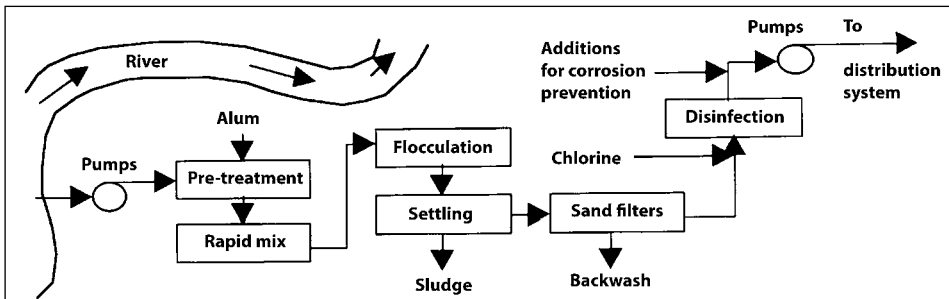 River
Alum
Pumps
Pre-treatment
Rapid mix
Flocculation
Settling
Sludge
Sand filters
Backwash
Chlorine
Disinfection
Additions
for corrosion
prevention
Pumps
To
distribution
system